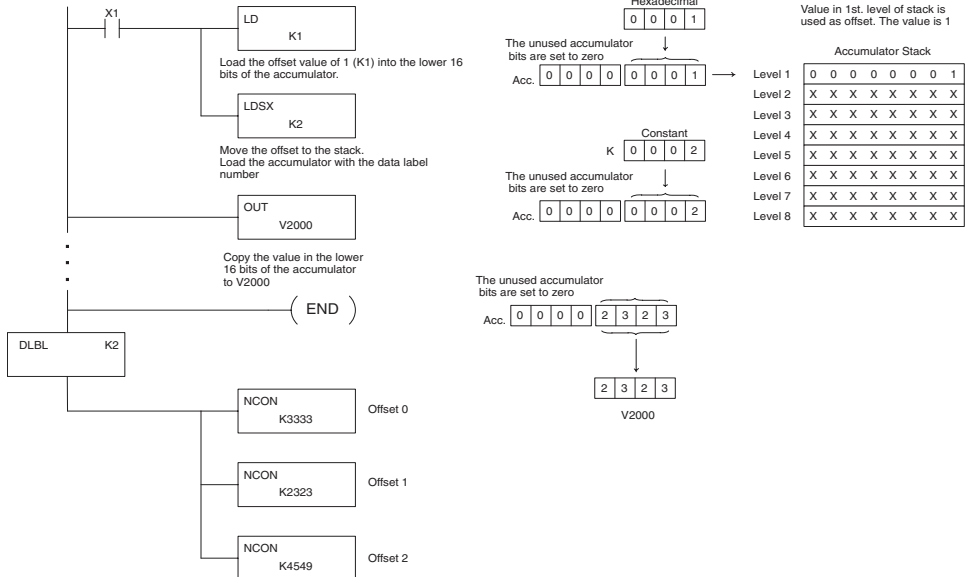 X1
LD
K1
Load the offset value of 1 (K1) into the lower 16
bits of the accumulator.
LDSX
K2
Move the offset to the stack.
Load the accumulator with the data label
number
OUT
V2000
Copy the value in the lower
16 bits of the accumulator
to V2000
END
DLBL K2
NCON
K3333
Offset 0
NCON
K2323
Offset 1
NCON
K4549
Offset 2
Hexadecimal
0 0 0 1
The unused accumulator
bits are set to zero
Acc. 0 0 0 0 0 0 0 1
Constant
K 0 0 0 2
The unused accumulator
bits are set to zero
Acc. 0 0 0 0 0 0 0 2
The unused accumulator
bits are set to zero
Acc. 0 0 0 0 2 3 2 3
2 3 2 3
V2000
Value in 1st. level of stack is
used as offset. The value is 1
Accumulator Stack
Level 1 0 0 0 0 0 0 0 1
Level 2 X X X X X X X X
Level 3 X X X X X X X X
Level 4 X X X X X X X X
Level 5 X X X X X X X X
Level 6 X X X X X X X X
Level 7 X X X X X X X X
Level 8 X X X X X X X X